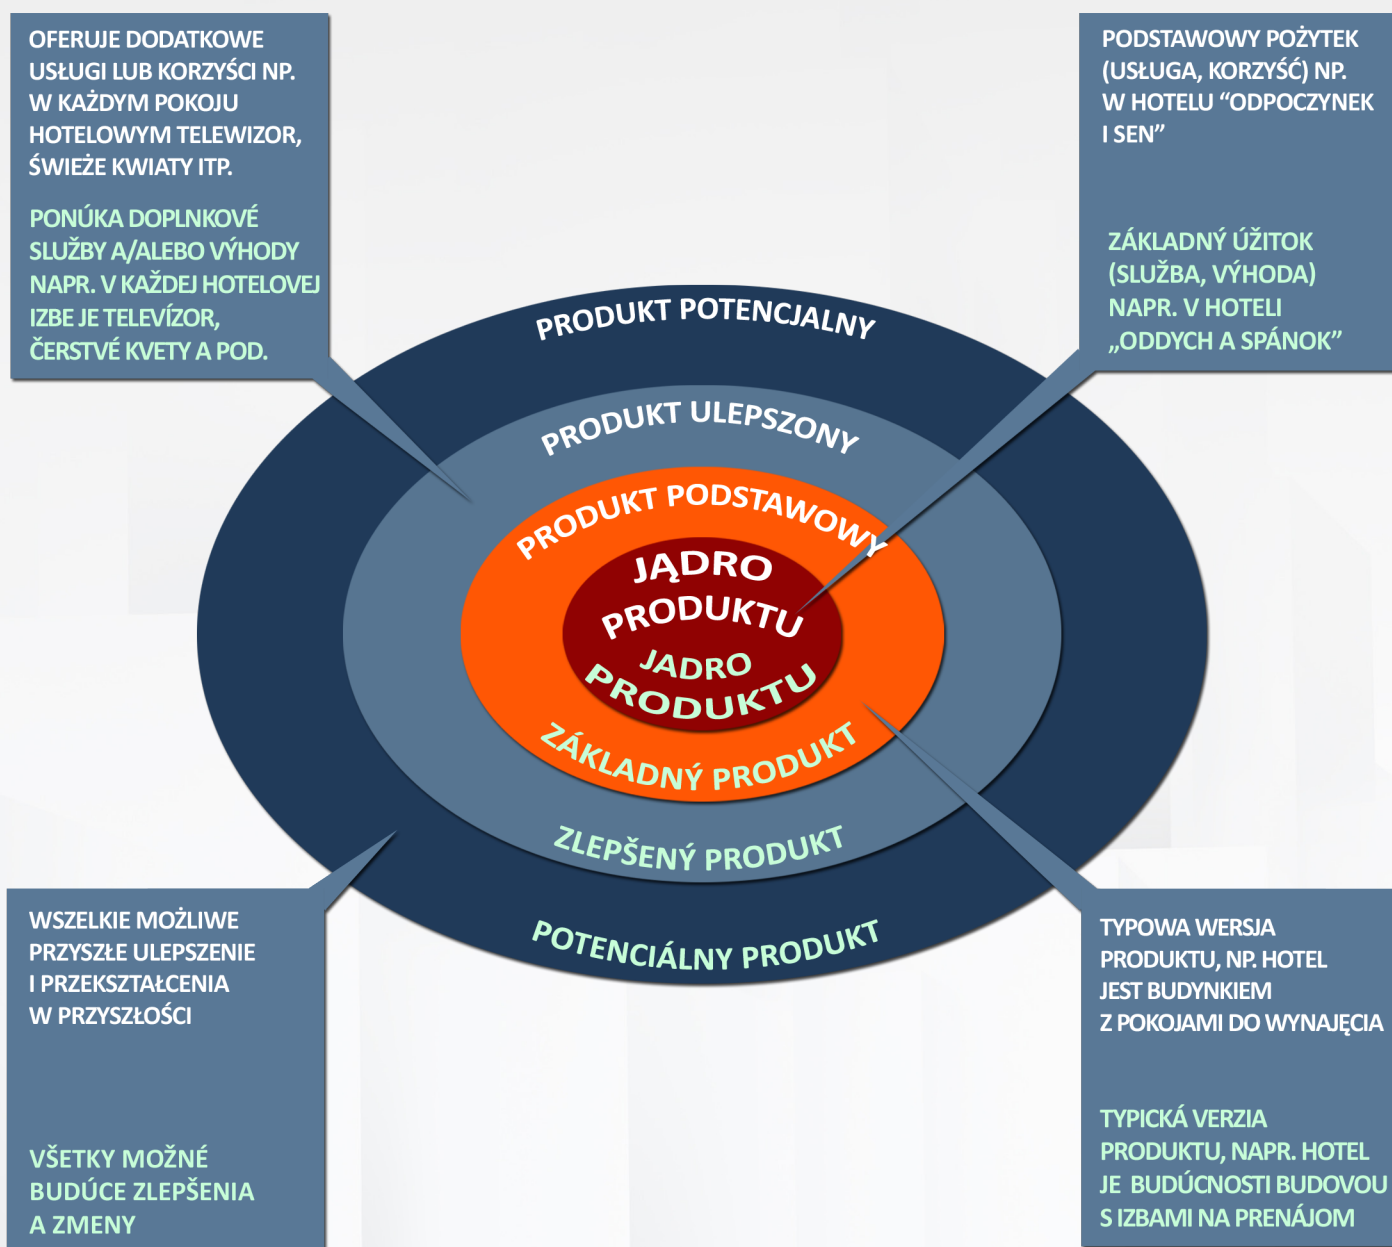 OFERUJE DODATKOWE
USŁUGI LUB KORZYŚCI NP.
W KAŻDYM POKOJU
HOTELOWYM TELEWIZOR,
ŚWIEŻE KWIATY ITP.
PONÚKA DOPLNKOVÉ
SLUŽBY A/ALEBO VÝHODY
NAPR. V KAŽDEJ HOTELOVEJ
IZBE JE TELEVÍZOR,
ČERSTVÉ KVETY A POD.
PODSTAWOWY POŻYTEK
(USŁUGA, KORZYŚĆ) NP.
W HOTELU “ODPOCZYNEK
I SEN”
ZÁKLADNÝ ÚŽITOK
(SLUŽBA, VÝHODA)
NAPR. V HOTELI
„ODDYCH A SPÁNOK”
PRODUKT POTENCJALNY
PRODUKT ULEPSZONY
PRODUKT PODSTAWOWY
JĄDRO
PRODUKTU
JADRO
PRODUKTU
ZÁKLADNÝ PRODUKT
ZLEPŠENÝ PRODUKT
POTENCIÁLNY PRODUKT
WSZELKIE MOŻLIWE
PRZYSZŁE ULEPSZENIE
I PRZEKSZTAŁCENIA
W PRZYSZŁOŚCI
VŠETKY MOŽNÉ
BUDÚCE ZLEPŠENIA
A ZMENY
TYPOWA WERSJA
PRODUKTU, NP. HOTEL
JEST BUDYNKIEM
Z POKOJAMI DO WYNAJĘCIA
TYPICKÁ VERZIA
PRODUKTU, NAPR. HOTEL
JE BUDÚCNOSTI BUDOVOU
S IZBAMI NA PRENÁJOM